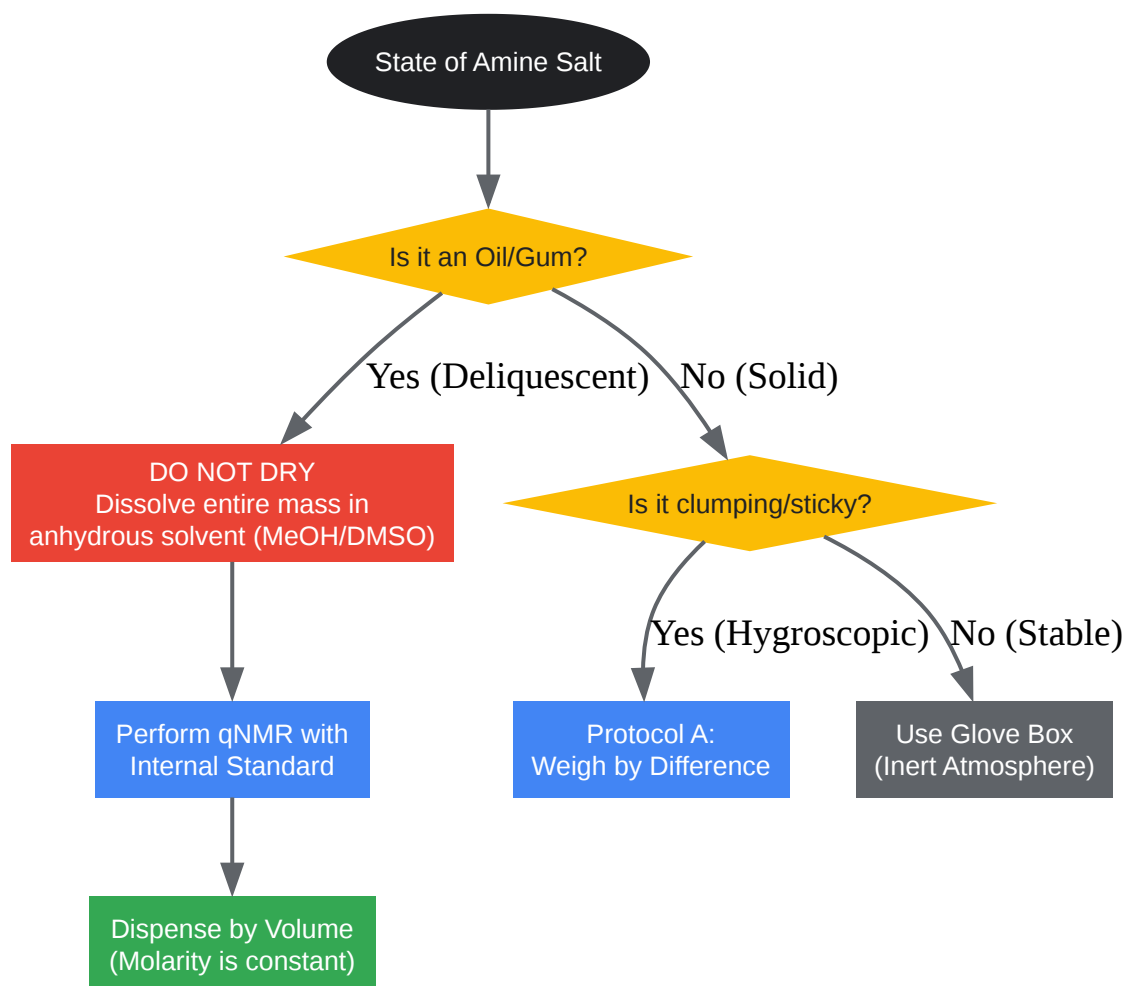 State of Amine Salt
Is it an Oil/Gum?
Yes (Deliquescent)
No (Solid)
DO NOT DRY
Dissolve entire mass in
anhydrous solvent (MeOH/DMSO)
Is it clumping/sticky?
Yes (Hygroscopic)
No (Stable)
Perform qNMR with
Internal Standard
Protocol A:
Weigh by Difference
Use Glove Box
(Inert Atmosphere)
Dispense by Volume
(Molarity is constant)